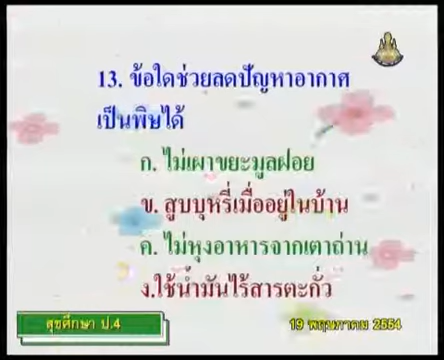 13. ข้อใดช่วยลดปัญหาอากาศ
เป็นพิษได้
ก. ไม่เผาขยะมูลฝอย
ข. สูบบุหรี่เมื่ออยู่ในบ้าน
ค. ไม่หุงอาหารจากเตาถ่าน
ง.ใช้น้ำมันไร้สารตะกั่ว
สุขศึกษา ป.4
19 พฤษภาคม 2554